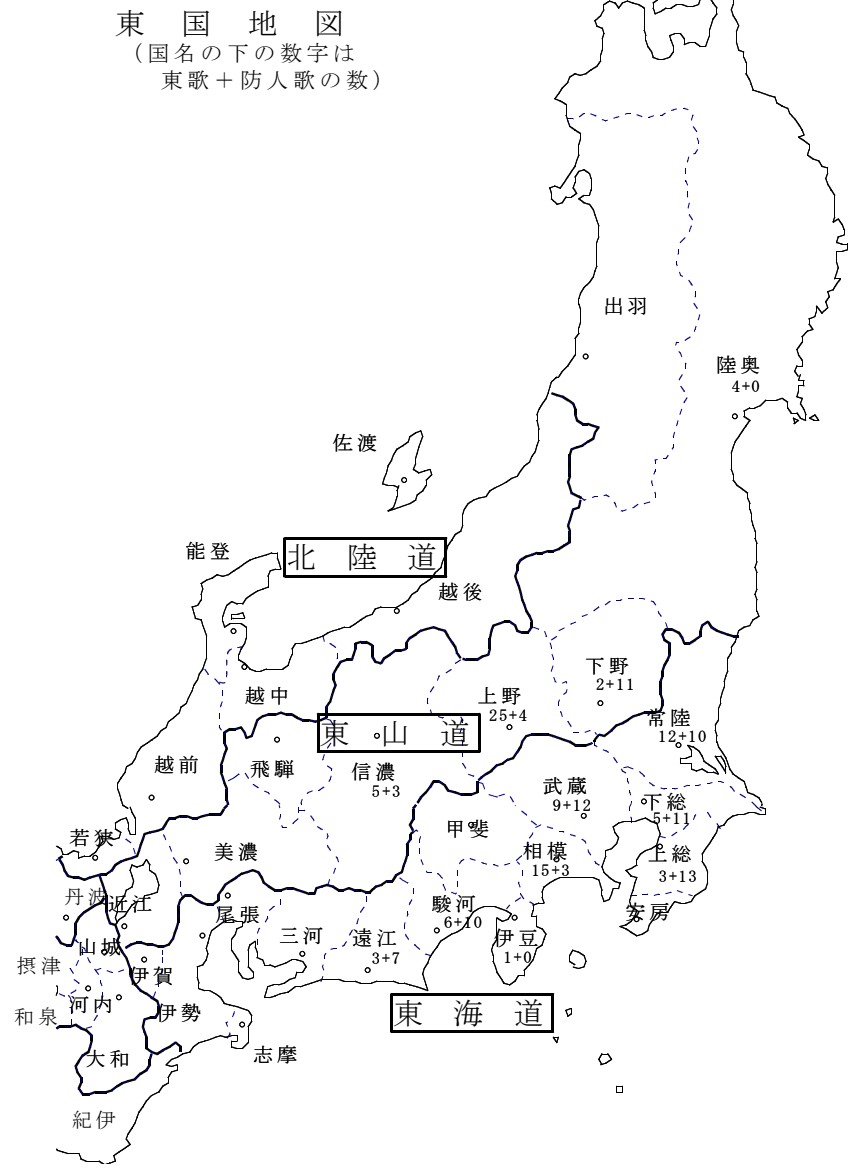 東国地図
（国名の下の数字は
東歌＋防人歌の数）
出羽
陸奥
4+0
佐渡
能登
北陸道
越後
下野
2+11
越中
上野
25+4
常陸
12+10
東山道
越前
飛騨
信濃
5+3
武蔵
9+12
下総
5+11
甲斐
若狭
美濃
相模
15+3
上総
3+13
丹波
近江
尾張
駿河
6+10
安房
山城
三河
遠江
3+7
伊豆
1+0
摂津
伊賀
河内
和泉
伊勢
東海道
大和
志摩
紀伊